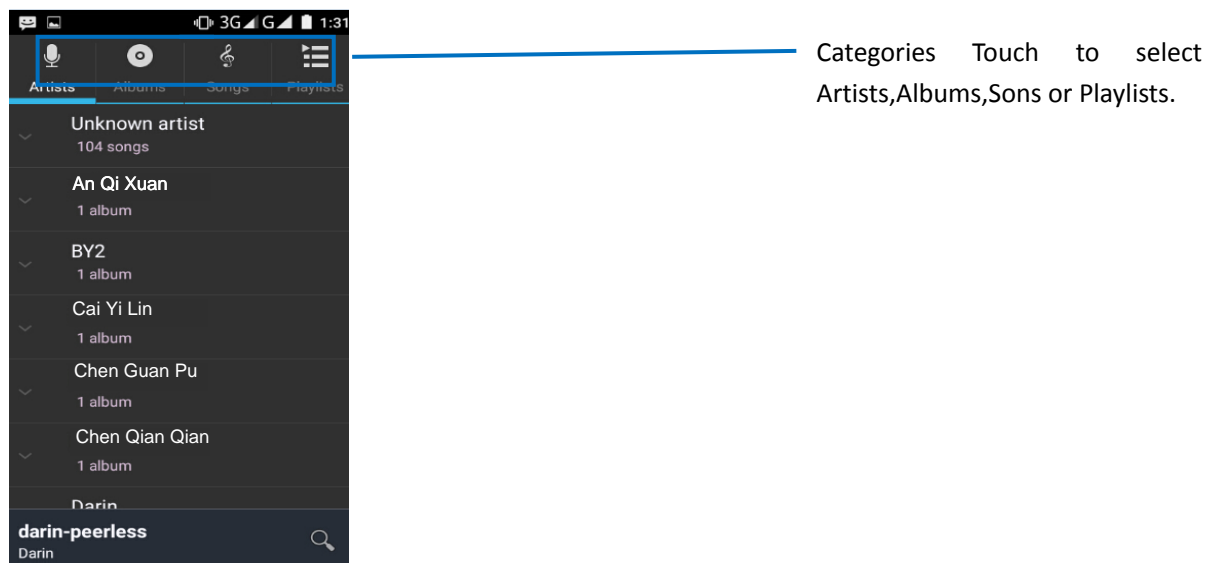 3G G 1:31
Artists Albums Songs Playlists
Unknown artist
104 songs
An Qi Xuan
1 album
BY2
1 album
Cai Yi Lin
1 album
Chen Guan Pu
1 album
Chen Qian Qian
1 album
Darin
darin-peerless
Darin
Categories Touch to select
Artists,Albums,Sons or Playlists.